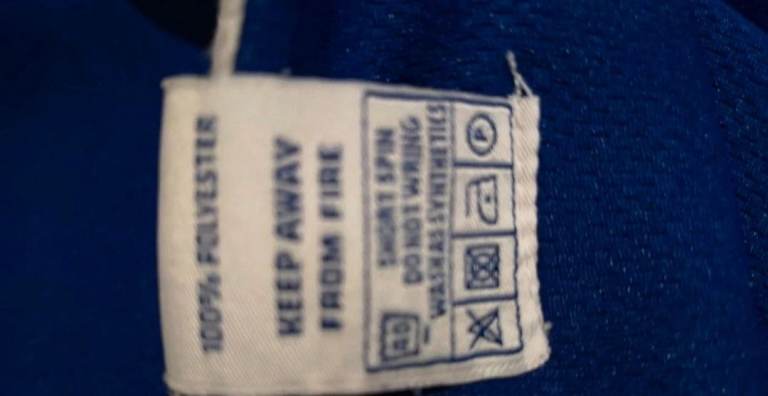 100% POLYESTER
KEEP AWAY
FROM FIRE
SHORT SPIN
DO NOT WRING
WASH AS SYNTHETICS
40
P